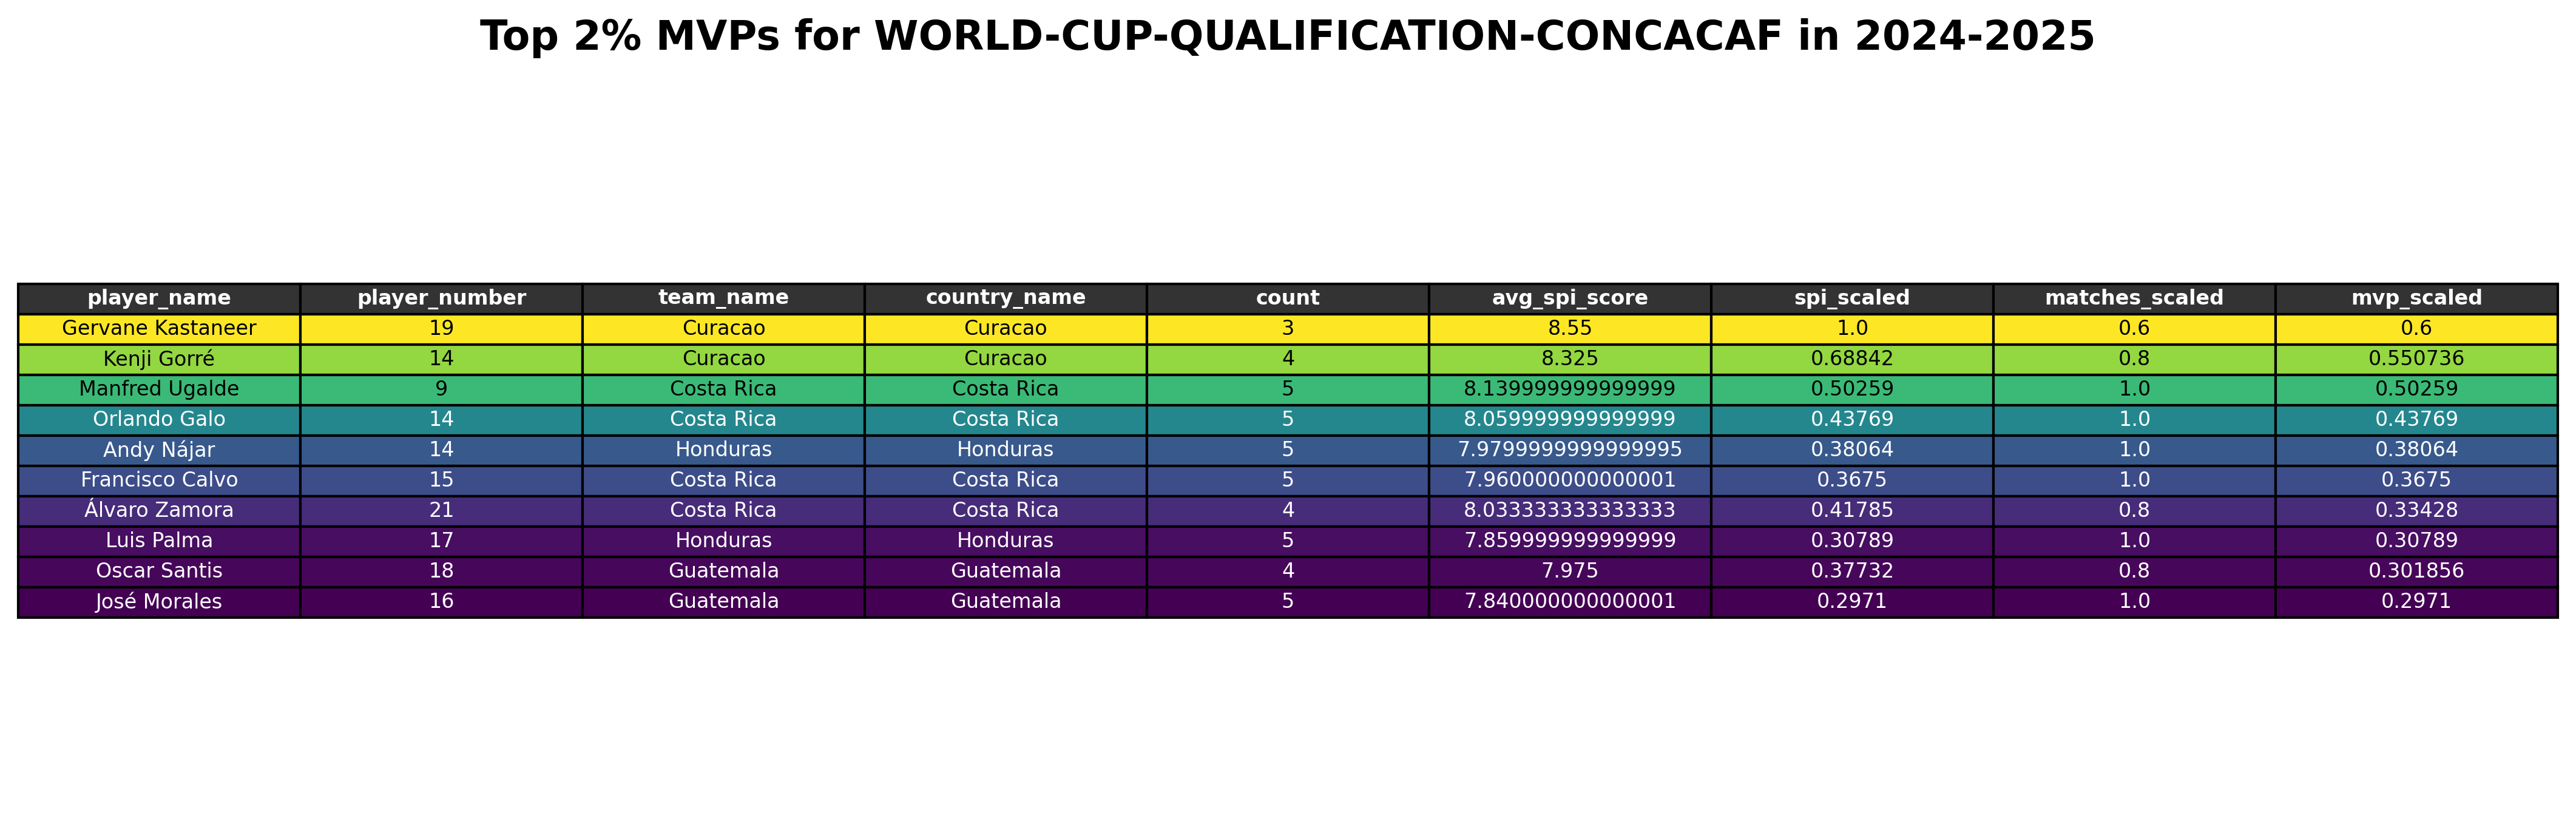 Top 2% MVPs for WORLD-CUP-QUALIFICATION-CONCACAF in 2024-2025
player_name player_number team_name country_name count avg_spi_score spi_scaled matches_scaled mvp_scaled
Gervane Kastaneer 19 Curacao Curacao 3 8.55 1.0 0.6 0.6
Kenji Gorré 14 Curacao Curacao 4 8.325 0.68842 0.8 0.550736
Manfred Ugalde 9 Costa Rica Costa Rica 5 8.139999999999999 0.50259 1.0 0.50259
Orlando Galo 14 Costa Rica Costa Rica 5 8.059999999999999 0.43769 1.0 0.43769
Andy Nájar 14 Honduras Honduras 5 7.9799999999999995 0.38064 1.0 0.38064
Francisco Calvo 15 Costa Rica Costa Rica 5 7.960000000000001 0.3675 1.0 0.3675
Álvaro Zamora 21 Costa Rica Costa Rica 4 8.033333333333333 0.41785 0.8 0.33428
Luis Palma 17 Honduras Honduras 5 7.859999999999999 0.30789 1.0 0.30789
Oscar Santis 18 Guatemala Guatemala 4 7.975 0.37732 0.8 0.301856
José Morales 16 Guatemala Guatemala 5 7.840000000000001 0.2971 1.0 0.2971